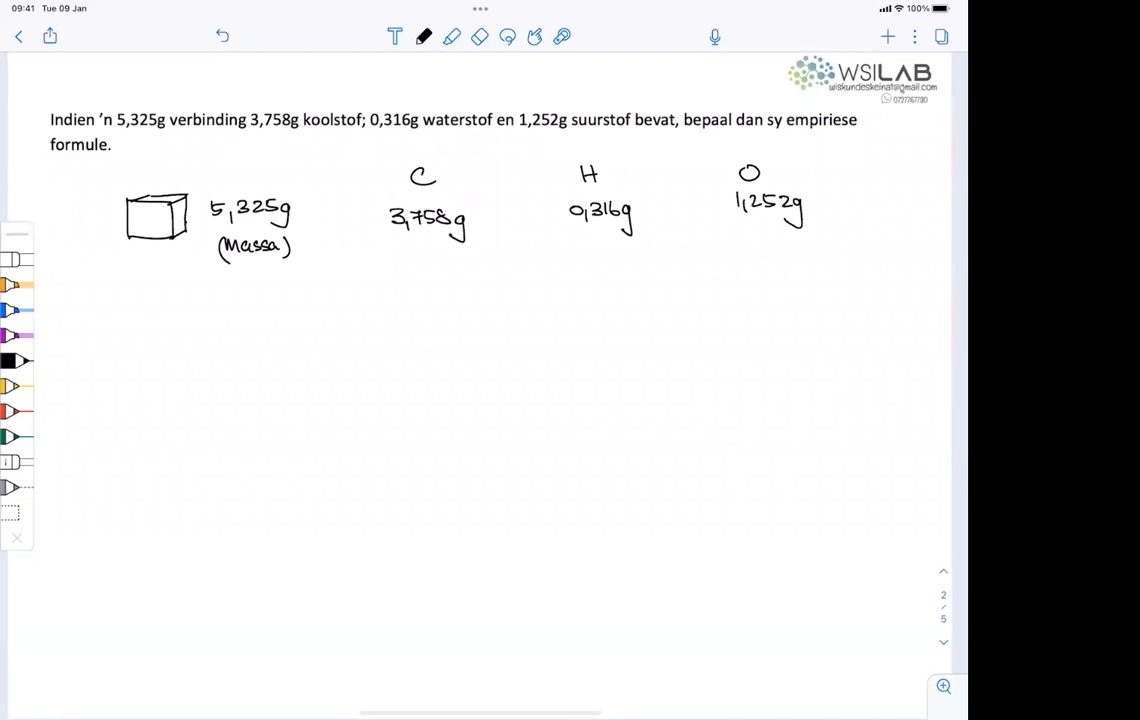 09:41 Tue 09 Jan
100%
WSILAB
wiskundeskeinat@gmail.com
0727767780
Indien 'n 5,325g verbinding 3,758g koolstof; 0,316g waterstof en 1,252g suurstof bevat, bepaal dan sy empiriese
formule.
C H O
5,325g 3,758g 0,316g 1,252g
(Massa)
2
/
5